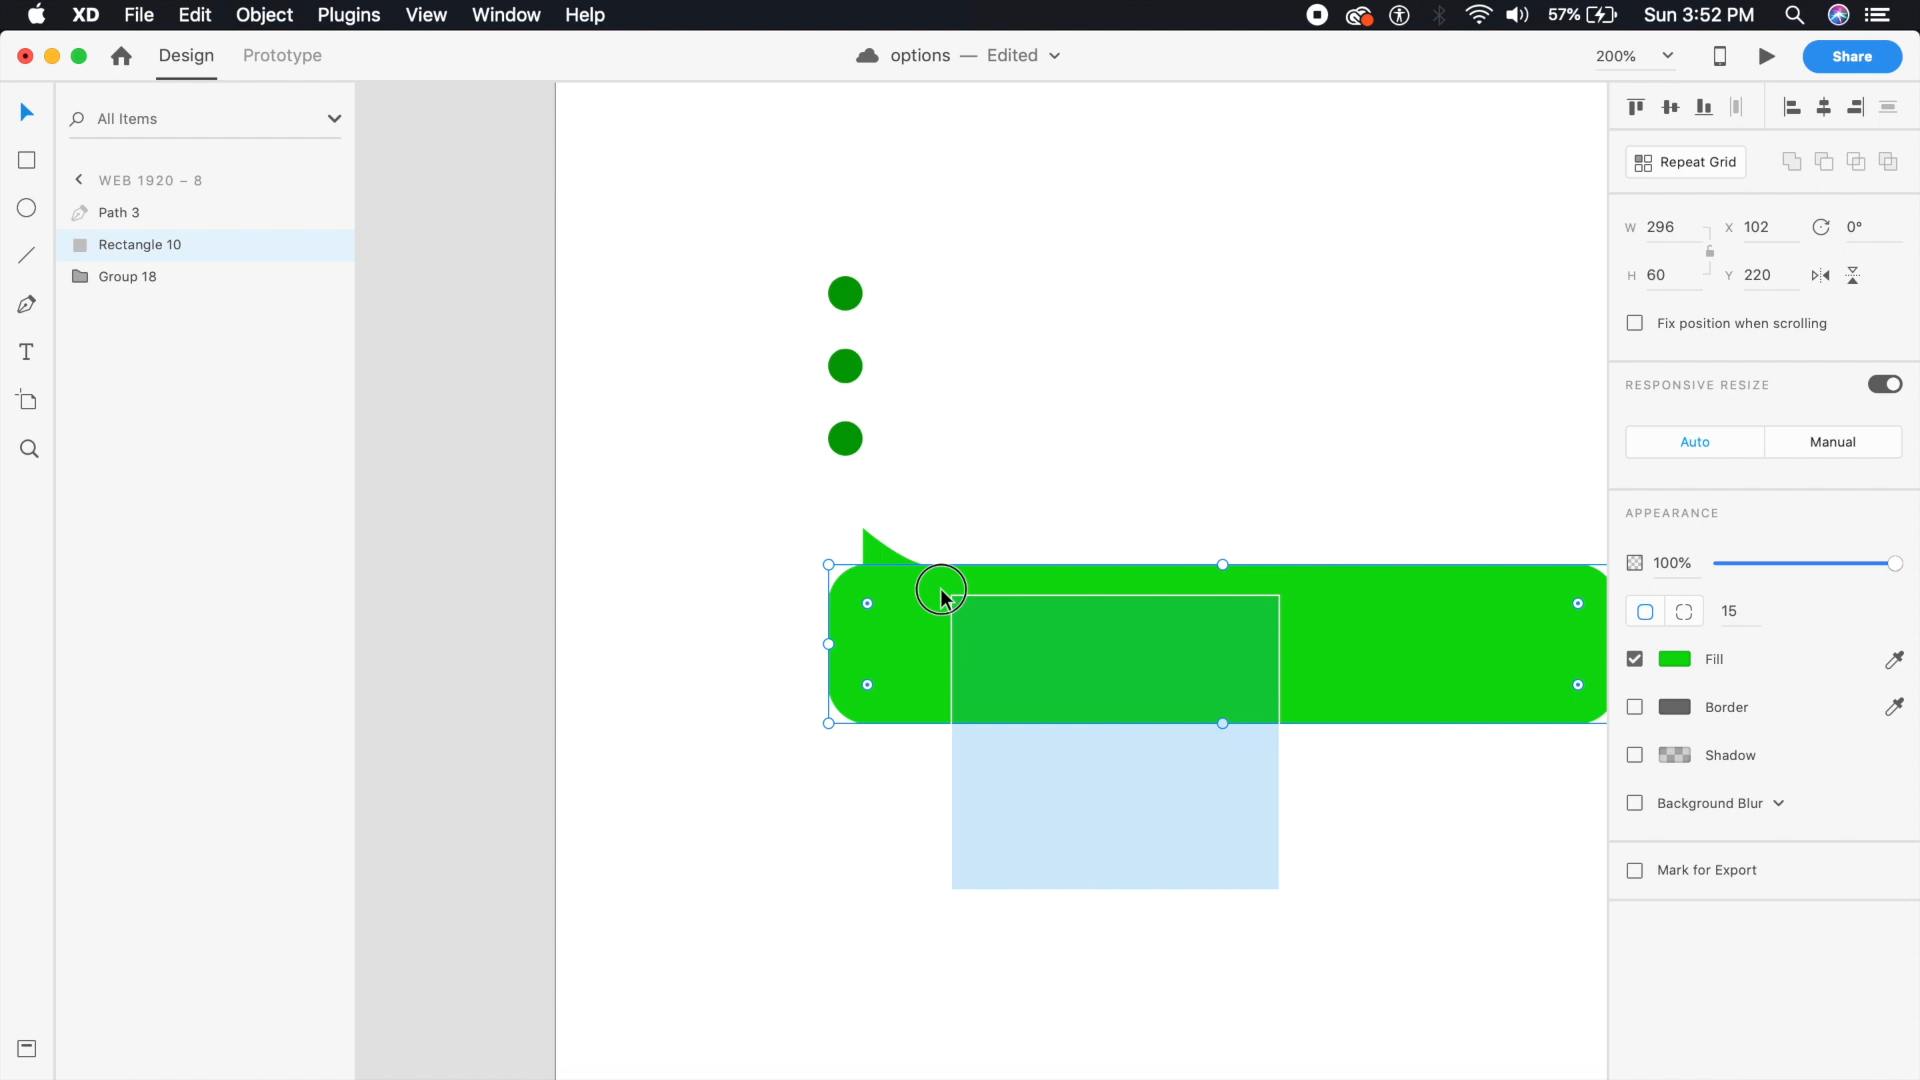 XD File Edit Object Plugins View Window Help 57% Sun 3:52 PM
Design Prototype options — Edited 200% Share
All Items
WEB 1920 – 8
Path 3
Rectangle 10
Group 18
Repeat Grid
W 296 X 102 0°
H 60 Y 220
Fix position when scrolling
RESPONSIVE RESIZE
Auto Manual
APPEARANCE
100%
15
Fill
Border
Shadow
Background Blur
Mark for Export